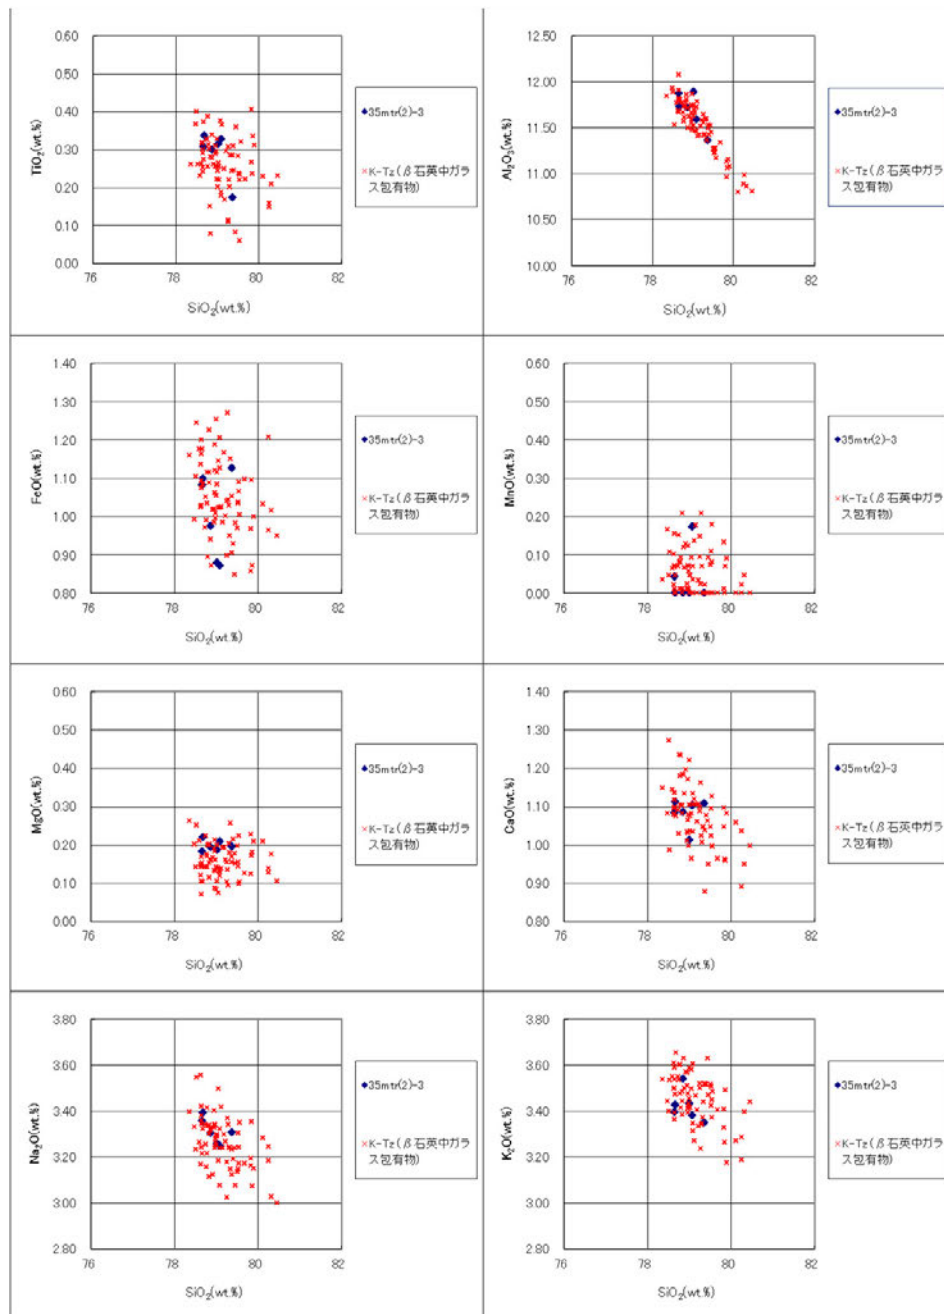 0.60
0.50
0.40
0.30
0.20
0.10
0.00
TiO₂(wt.%)
76
78
80
82
SiO₂(wt.%)
35mtr(2)-3
K-Tz(β石英中ガラ
ス包有物)
12.50
12.00
11.50
11.00
10.50
10.00
Al₂O₃(wt.%)
76
78
80
82
SiO₂(wt.%)
35mtr(2)-3
K-Tz(β石英中ガラ
ス包有物)
1.40
1.30
1.20
1.10
1.00
0.90
0.80
FeO(wt.%)
76
78
80
82
SiO₂(wt.%)
35mtr(2)-3
K-Tz(β石英中ガラ
ス包有物)
0.60
0.50
0.40
0.30
0.20
0.10
0.00
MnO(wt.%)
76
78
80
82
SiO₂(wt.%)
35mtr(2)-3
K-Tz(β石英中ガラ
ス包有物)
0.60
0.50
0.40
0.30
0.20
0.10
0.00
MgO(wt.%)
76
78
80
82
SiO₂(wt.%)
35mtr(2)-3
K-Tz(β石英中ガラ
ス包有物)
1.40
1.30
1.20
1.10
1.00
0.90
0.80
CaO(wt.%)
76
78
80
82
SiO₂(wt.%)
35mtr(2)-3
K-Tz(β石英中ガラ
ス包有物)
3.80
3.60
3.40
3.20
3.00
2.80
Na₂O(wt.%)
76
78
80
82
SiO₂(wt.%)
35mtr(2)-3
K-Tz(β石英中ガラ
ス包有物)
3.80
3.60
3.40
3.20
3.00
2.80
K₂O(wt.%)
76
78
80
82
SiO₂(wt.%)
35mtr(2)-3
K-Tz(β石英中ガラ
ス包有物)